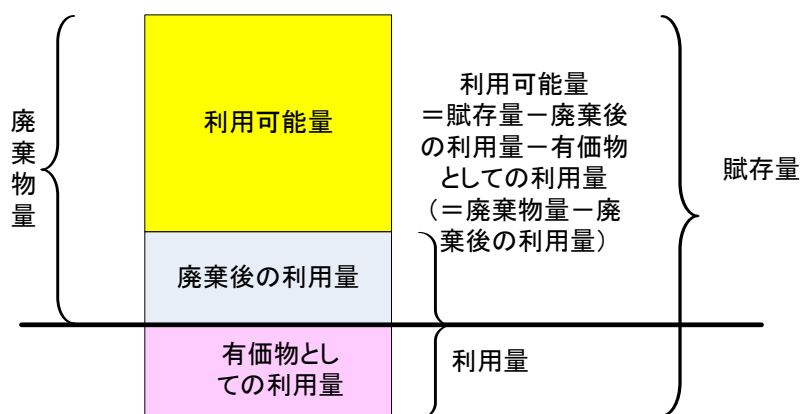 廃
棄
物
量
利用可能量
廃棄後の利用量
有価物とし
ての利用量
利用可能量
=賦存量-廃棄後
の利用量-有価物
としての利用量
(=廃棄物量-廃
棄後の利用量)
利用量
賦存量